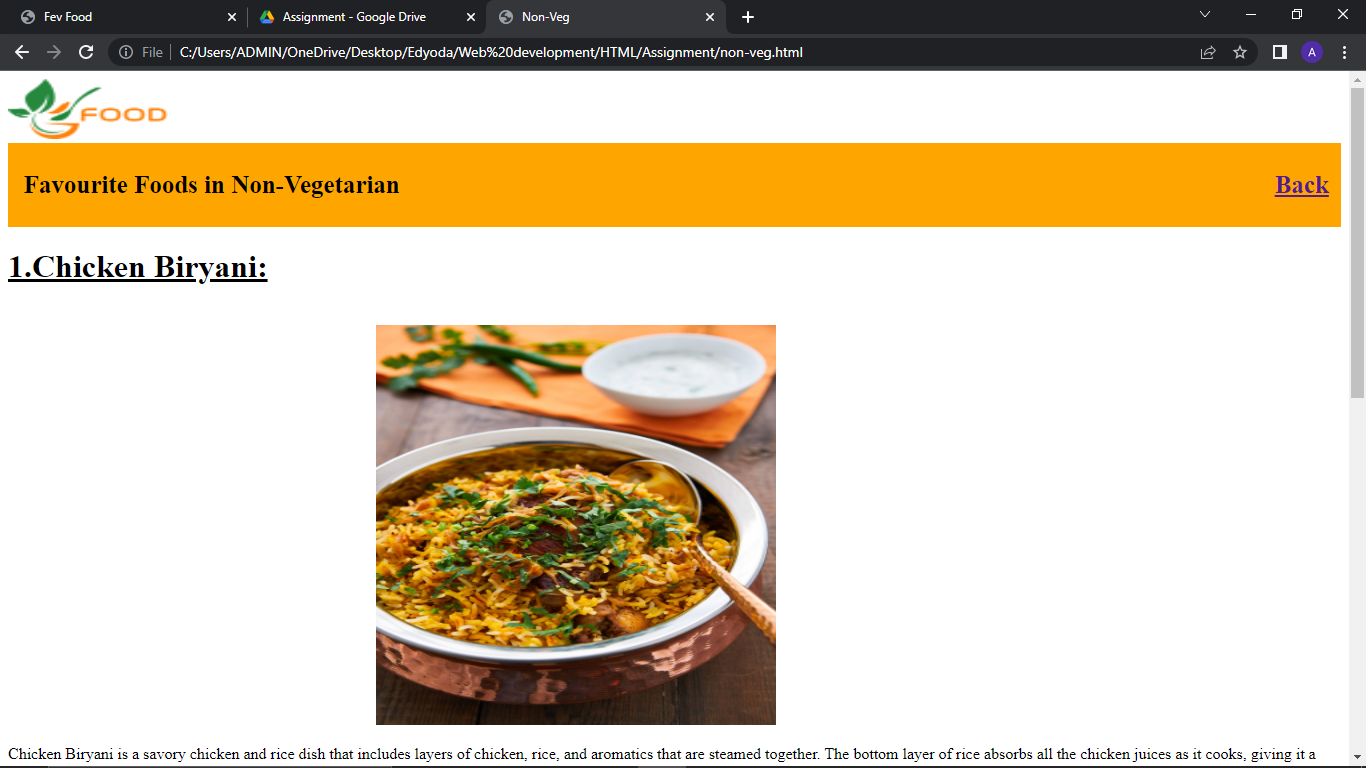 Fev Food
Assignment - Google Drive
Non-Veg
File
C:/Users/ADMIN/OneDrive/Desktop/Edyoda/Web%20development/HTML/Assignment/non-veg.html
A
FOOD
Favourite Foods in Non-Vegetarian
Back
1.Chicken Biryani:
Chicken Biryani is a savory chicken and rice dish that includes layers of chicken, rice, and aromatics that are steamed together. The bottom layer of rice absorbs all the chicken juices as it cooks, giving it a